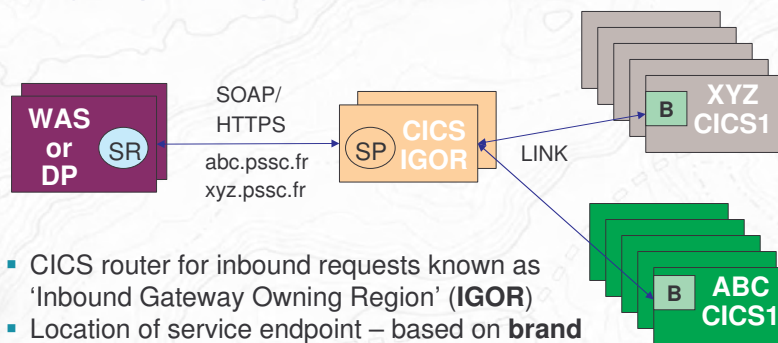 WAS
or
DP
SR
SOAP/
HTTPS
abc.pssc.fr
xyz.pssc.fr
SP
CICS
IGOR
LINK
B
XYZ
CICS1
B
ABC
CICS1
▪ CICS router for inbound requests known as
‘Inbound Gateway Owning Region’ (IGOR)
▪ Location of service endpoint – based on brand